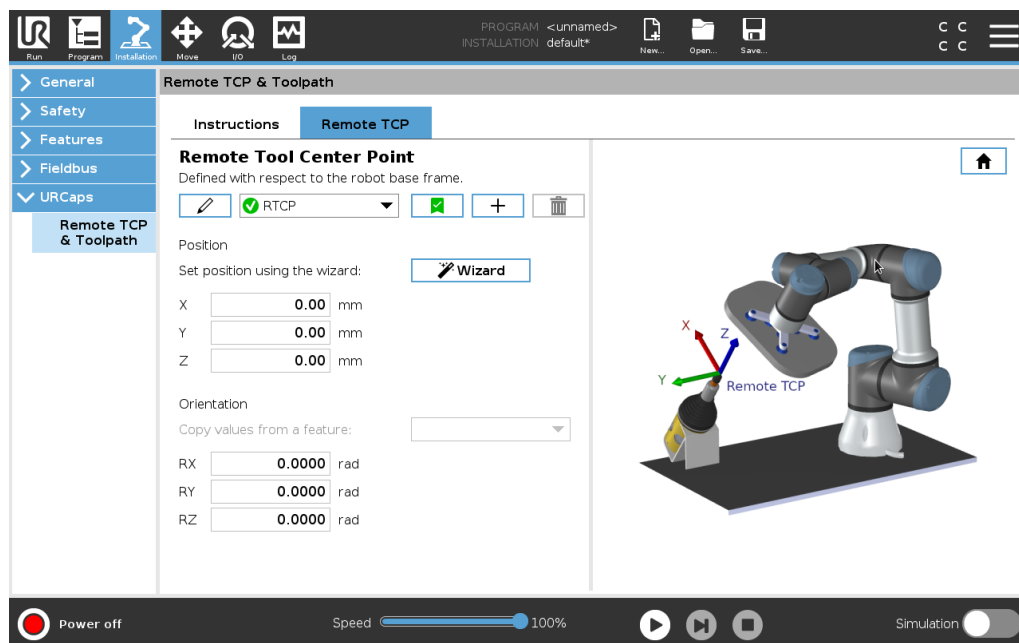 UR
Run
Program
Installation
Move
I/O
Log
PROGRAM <unnamed>
INSTALLATION default*
New...
Open...
Save...
C C
C C
General
Safety
Features
Fieldbus
URCaps
Remote TCP
& Toolpath
Remote TCP & Toolpath
Instructions
Remote TCP
Remote Tool Center Point
Defined with respect to the robot base frame.
RTCP
Position
Set position using the wizard:
Wizard
X 0.00 mm
Y 0.00 mm
Z 0.00 mm
Orientation
Copy values from a feature:
RX 0.0000 rad
RY 0.0000 rad
RZ 0.0000 rad
X
Z
Y
Remote TCP
Power off
Speed
100%
Simulation